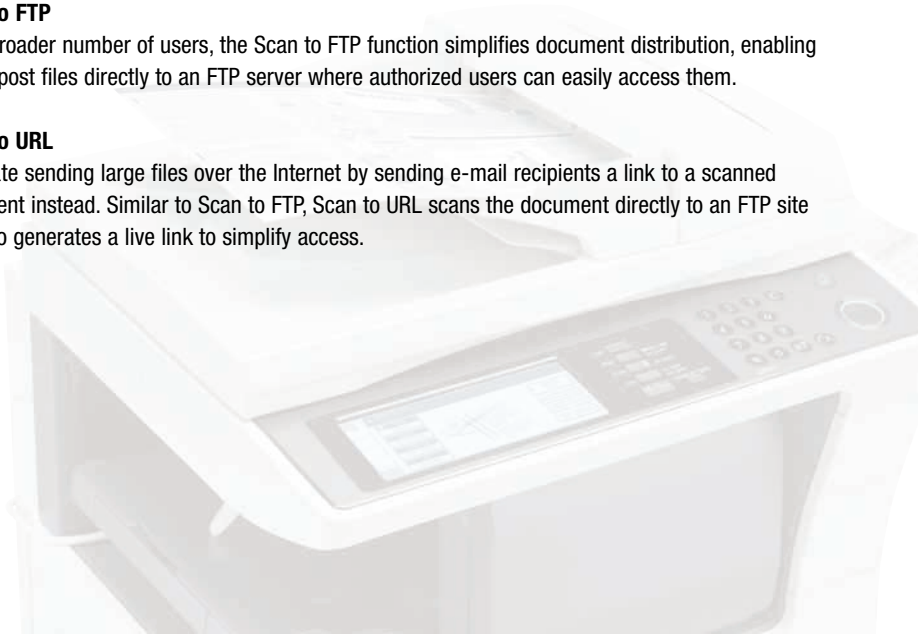 o FTP
roader number of users, the Scan to FTP function simplifies document distribution, enabling
post files directly to an FTP server where authorized users can easily access them.
o URL
te sending large files over the Internet by sending e-mail recipients a link to a scanned
ent instead. Similar to Scan to FTP, Scan to URL scans the document directly to an FTP site
o generates a live link to simplify access.